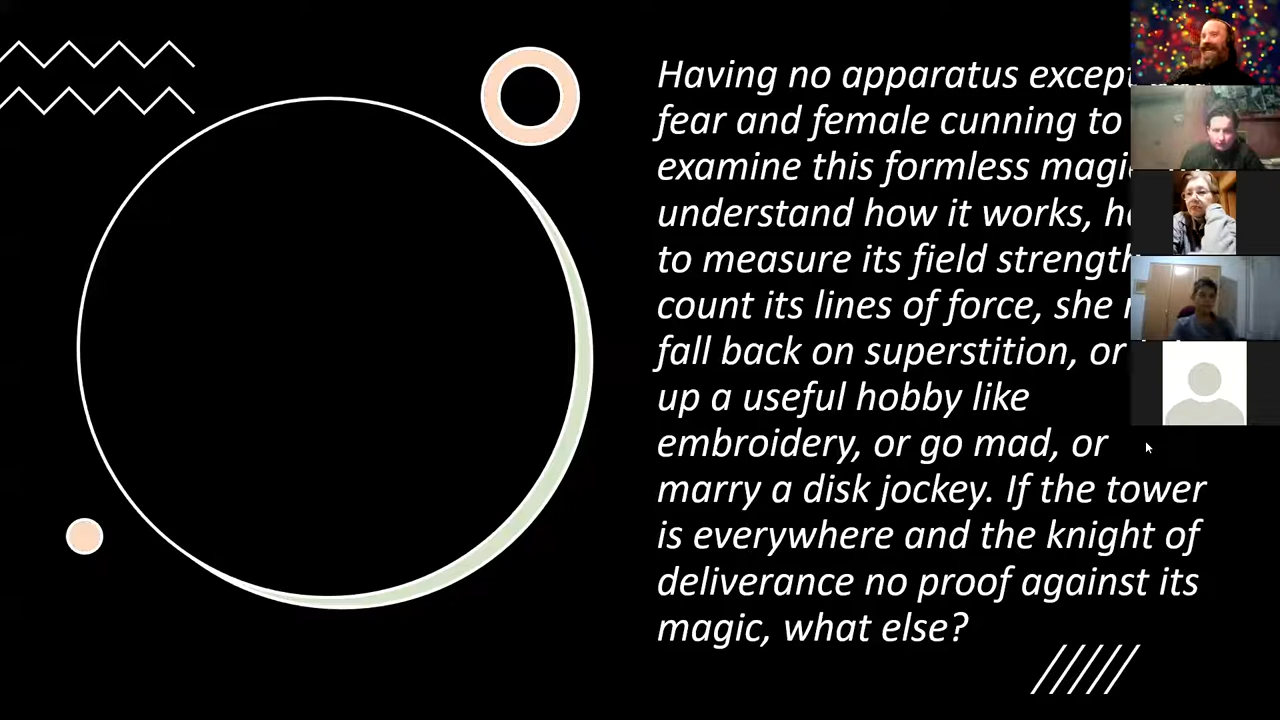 Having no apparatus except
fear and female cunning to
examine this formless magic
understand how it works,
to measure its field strength
count its lines of force, she
fall back on superstition, or
up a useful hobby like
embroidery, or go mad, or
marry a disk jockey. If the tower
is everywhere and the knight of
deliverance no proof against its
magic, what else?